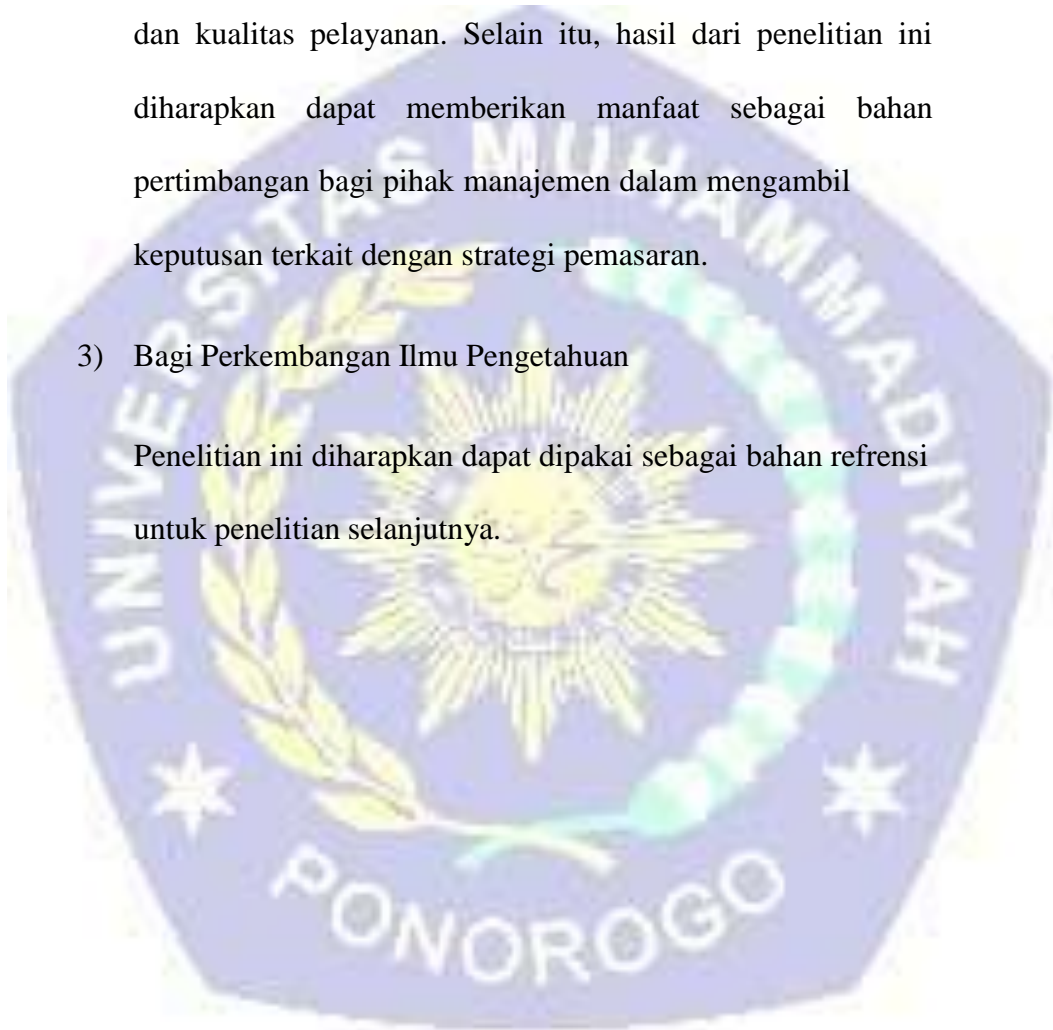 dan kualitas pelayanan. Selain itu, hasil dari penelitian ini
diharapkan dapat memberikan manfaat sebagai bahan
pertimbangan bagi pihak manajemen dalam mengambil
keputusan terkait dengan strategi pemasaran.
3) Bagi Perkembangan Ilmu Pengetahuan
Penelitian ini diharapkan dapat dipakai sebagai bahan refrensi
untuk penelitian selanjutnya.
UNIVERSITAS MUHAMMADIYAH
PONOROGO